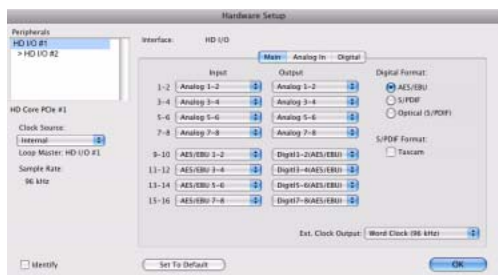 Hardware Setup
Peripherals
HD I/O #1
> HD I/O #2
Interface: HD I/O
Main Analog In Digital
Input Output Digital Format:
1-2 Analog 1-2 Analog 1-2 AES/EBU
3-4 Analog 3-4 Analog 3-4 S/PDIF
5-6 Analog 5-6 Analog 5-6 Optical (S/PDIF)
7-8 Analog 7-8 Analog 7-8
HD Core PCIe #1
Clock Source:
Internal
Loop Master: HD I/O #1
Sample Rate:
96 kHz
S/PDIF Format:
Tascam
9-10 AES/EBU 1-2 Digitl1-2(AES/EBU)
11-12 AES/EBU 3-4 Digitl3-4(AES/EBU)
13-14 AES/EBU 5-6 Digitl5-6(AES/EBU)
15-16 AES/EBU 7-8 Digitl7-8(AES/EBU)
Ext. Clock Output: Word Clock (96 kHz)
Identify
Set To Default
OK